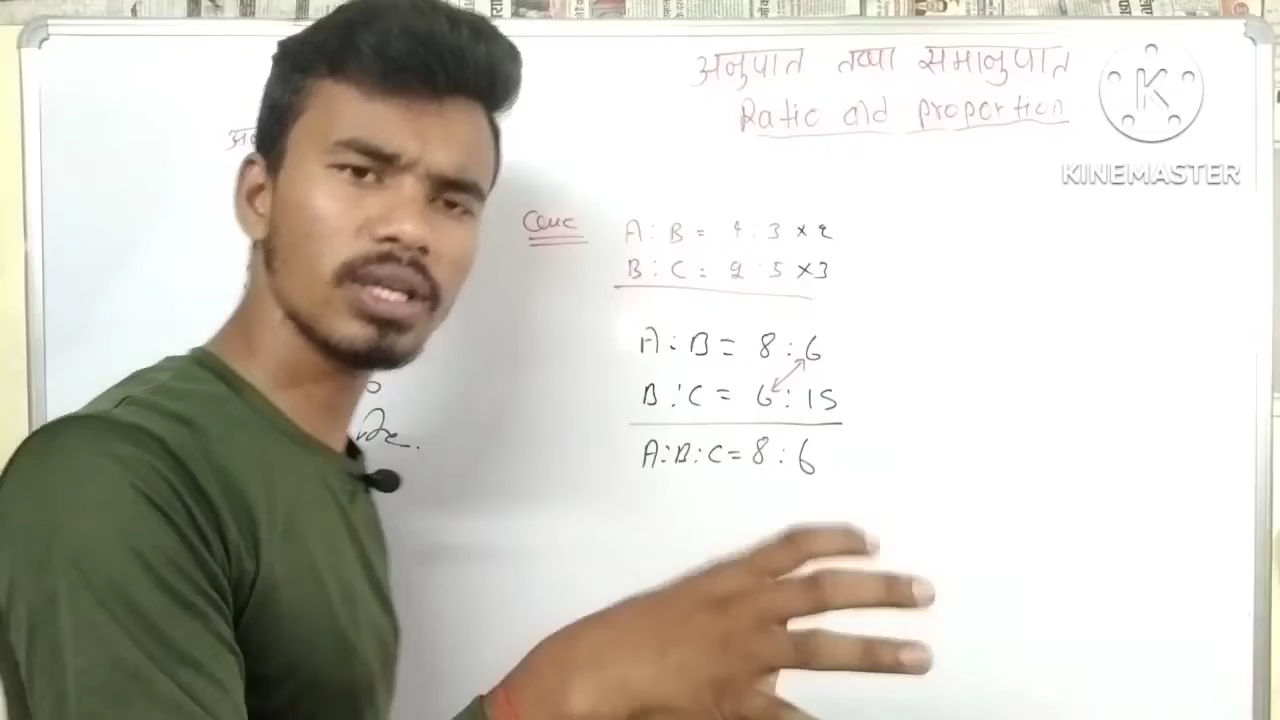 अनुपात तथा समानुपात
Ratio and proportion
KINEMASTER
A : B = 4 : 3 × 2
B : C = 2 : 5 × 3
A : B = 8 : 6
B : C = 6 : 15
A : B : C = 8 : 6